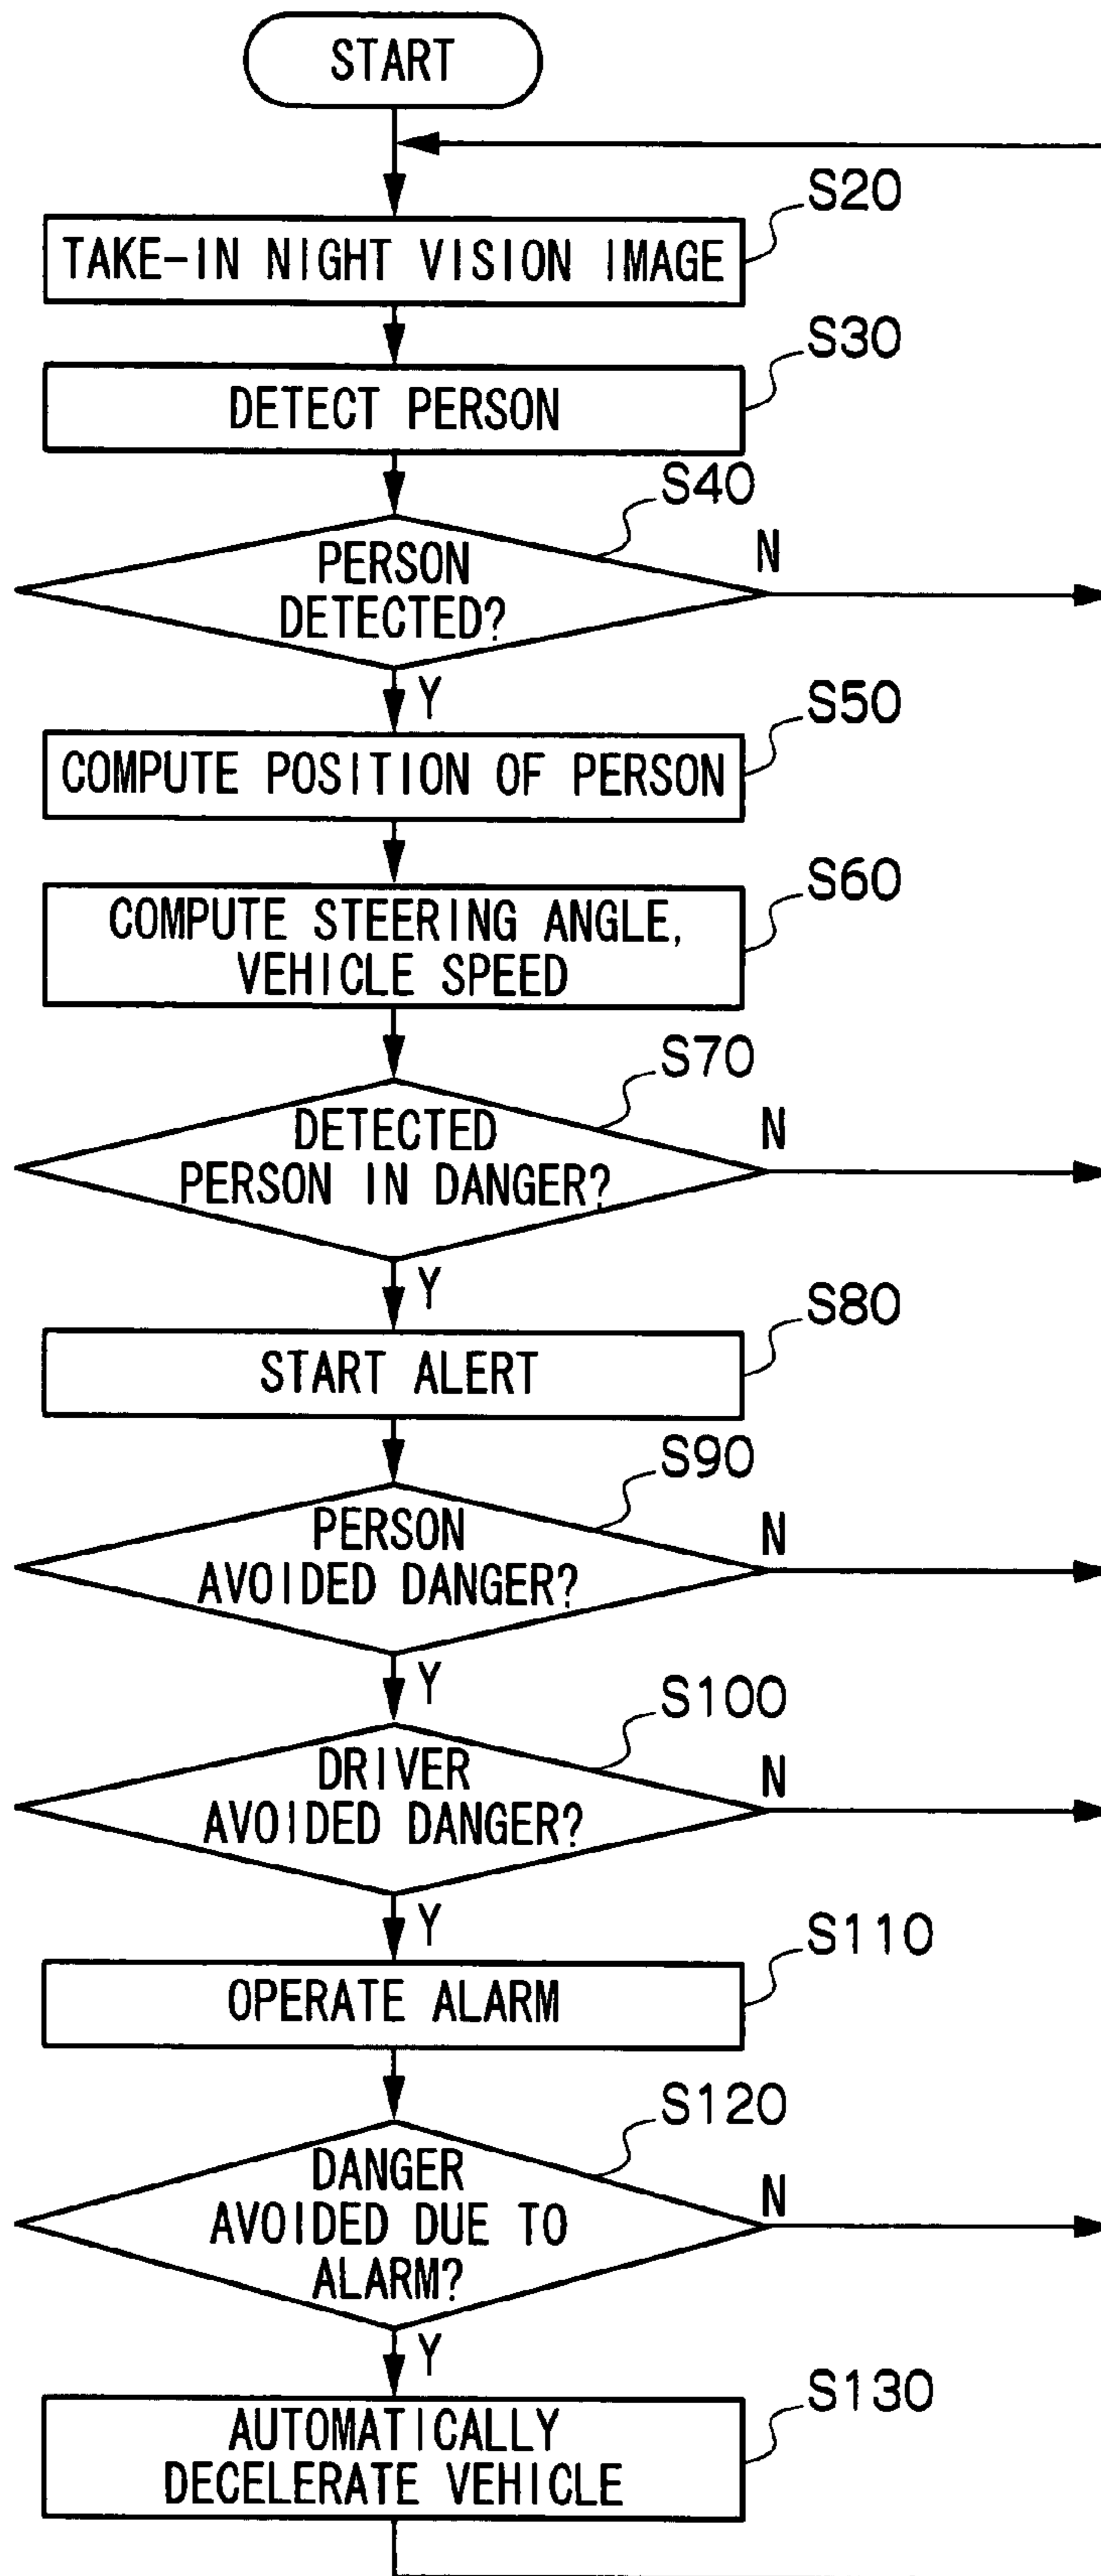 START
S20
TAKE-IN NIGHT VISION IMAGE
S30
DETECT PERSON
S40
PERSON
DETECTED?
N
Y
S50
COMPUTE POSITION OF PERSON
S60
COMPUTE STEERING ANGLE,
VEHICLE SPEED
S70
DETECTED
PERSON IN DANGER?
N
Y
S80
START ALERT
S90
PERSON
AVOIDED DANGER?
N
Y
S100
DRIVER
AVOIDED DANGER?
N
Y
S110
OPERATE ALARM
S120
DANGER
AVOIDED DUE TO
ALARM?
N
Y
S130
AUTOMATICALLY
DECELERATE VEHICLE